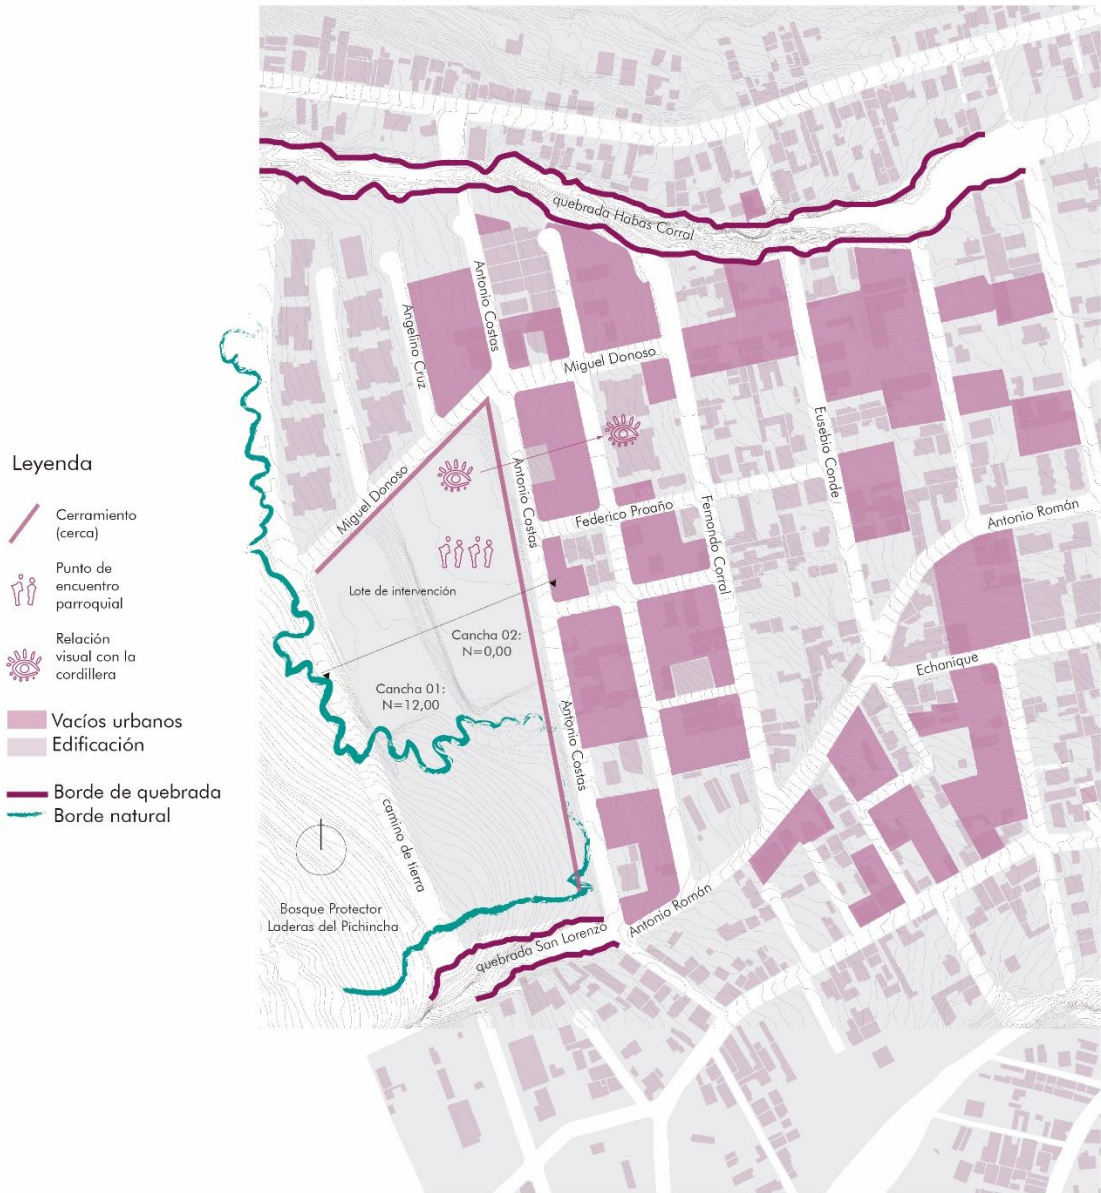 Leyenda
Cerramiento
(cerca)
Punto de
encuentro
parroquial
Relación
visual con la
cordillera
Vacíos urbanos
Edificación
Borde de quebrada
Borde natural
quebrada Habas Corral
Antonio Costas
Angelino Cruz
Miguel Donoso
Miguel Donoso
Antonio Costas
Federico Proaño
Fernando Corral
Eusebio Conde
Antonio Román
Echanique
Lote de intervención
Cancha 02:
N=0,00
Cancha 01:
N=12,00
Antonio Costas
camino de tierra
Bosque Protector
Laderas del Pichincha
quebrada San Lorenzo
Antonio Román